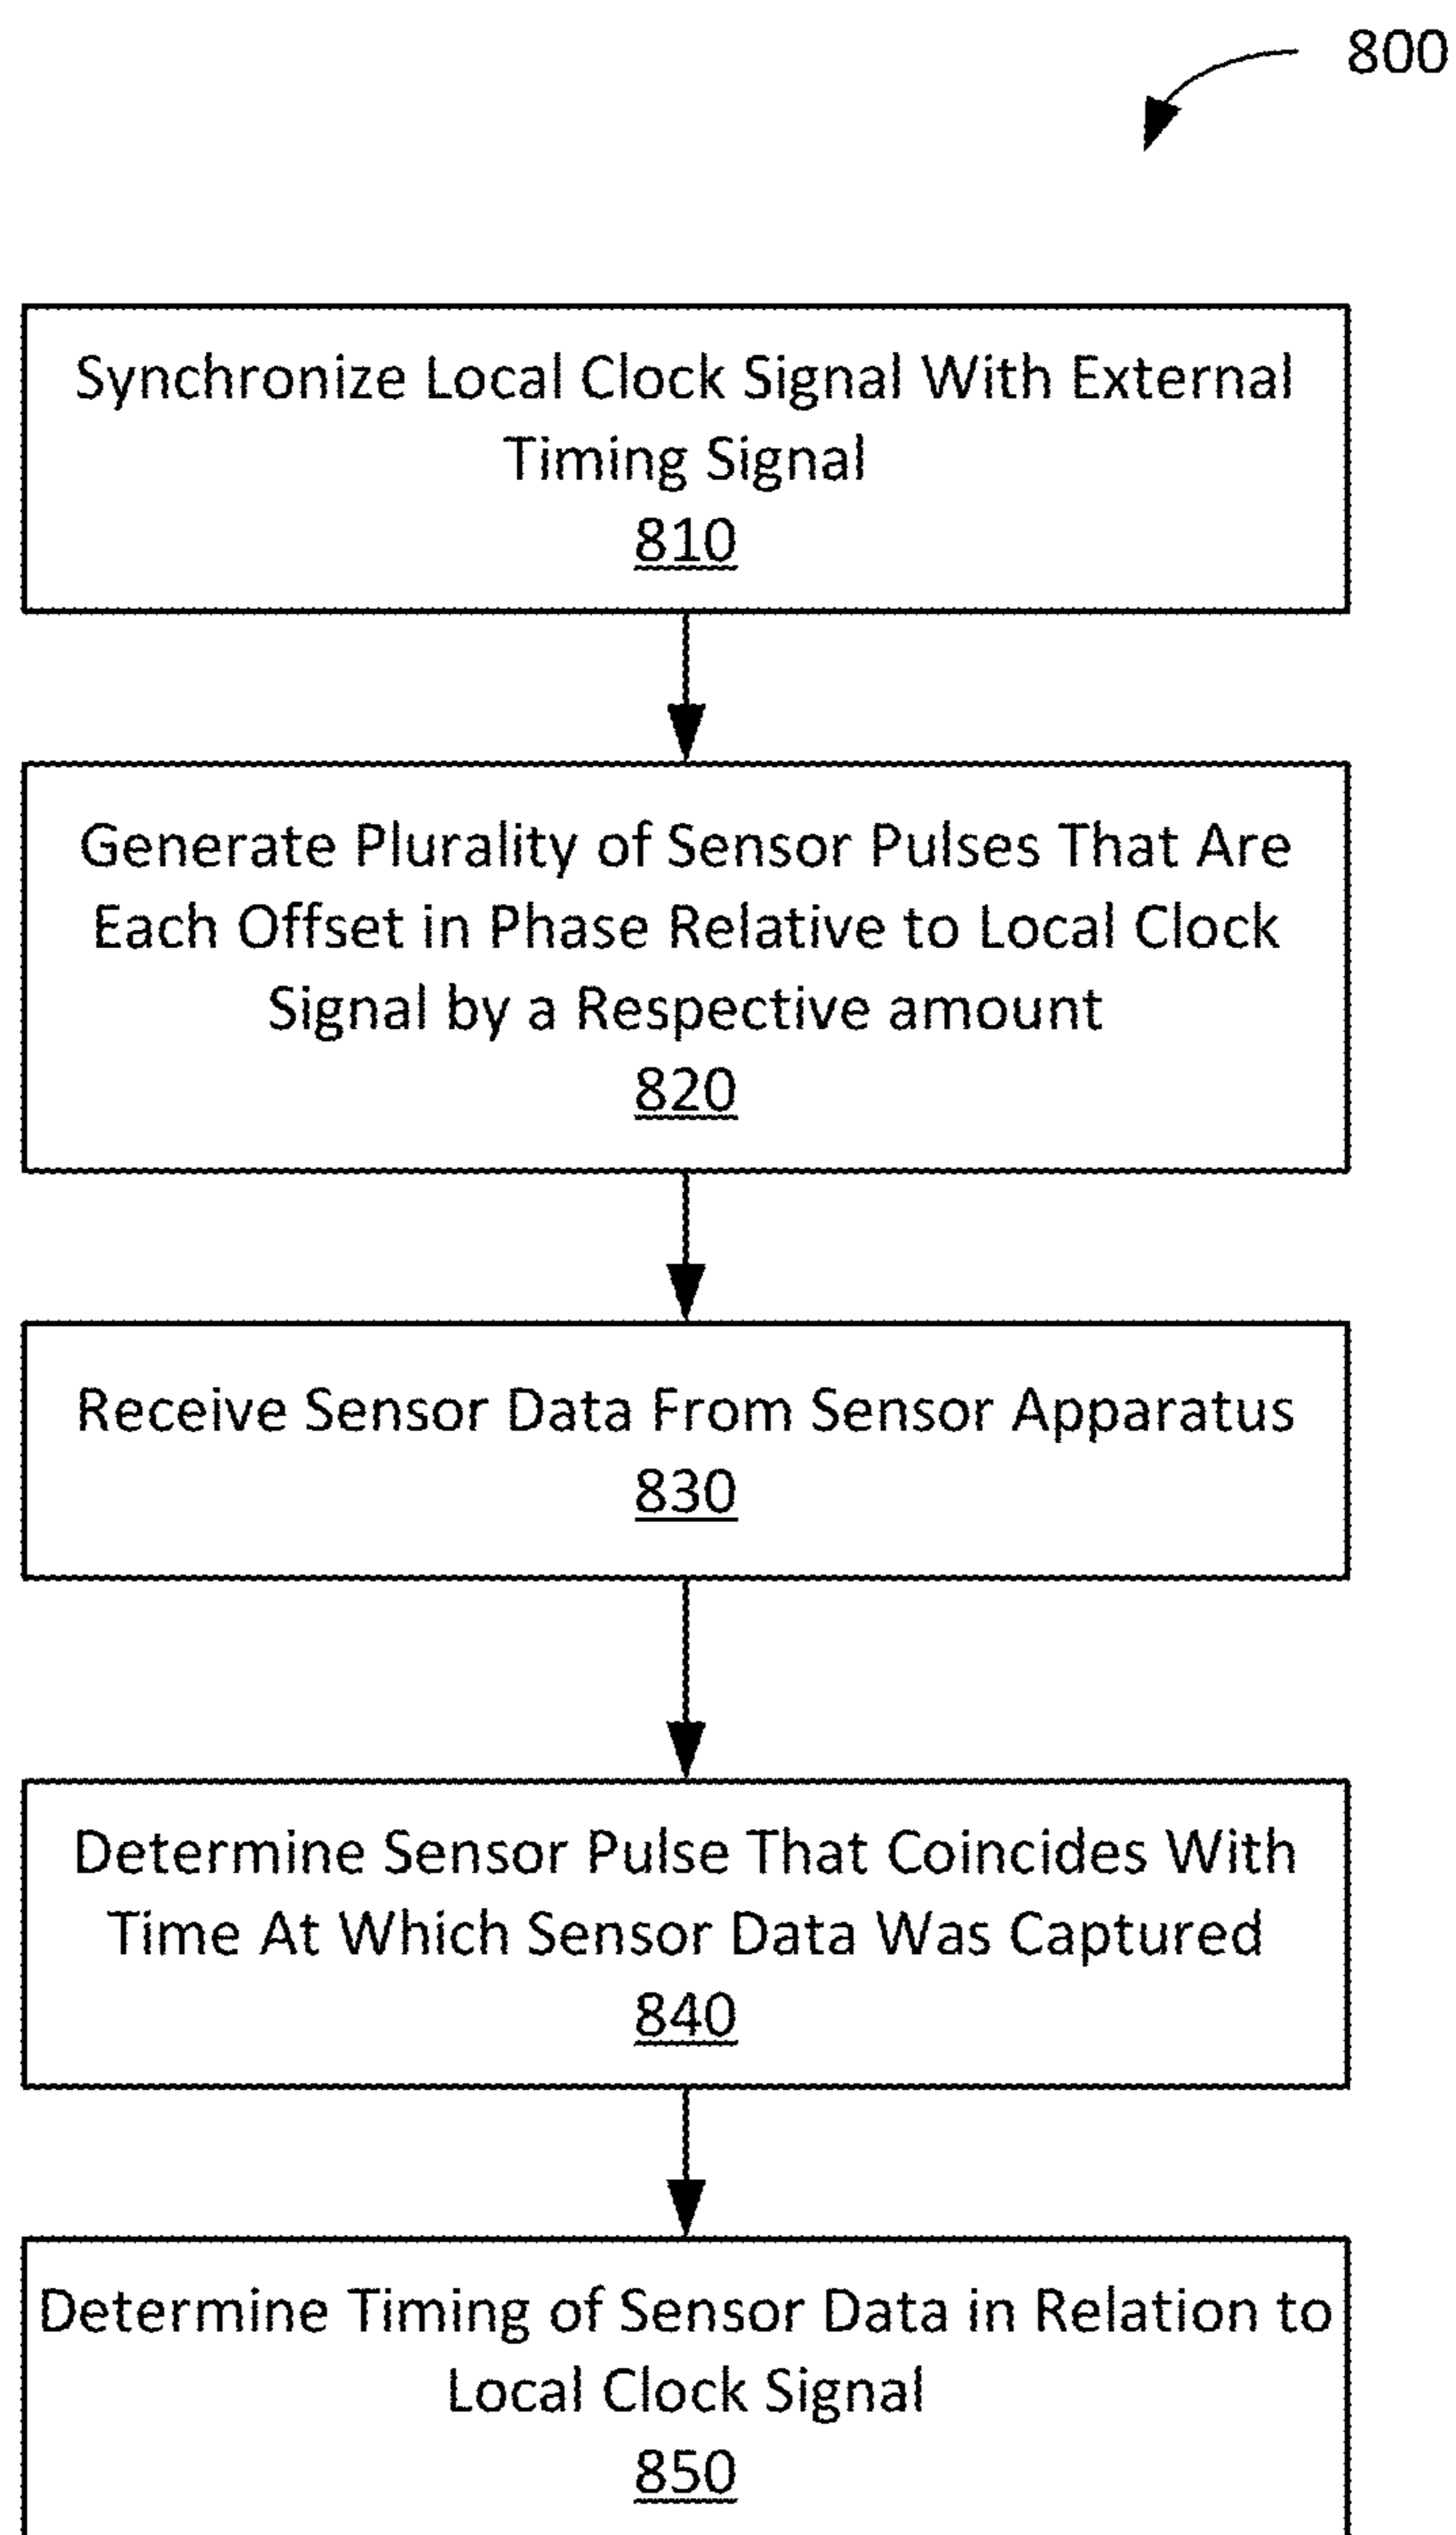 800
Synchronize Local Clock Signal With External
Timing Signal
810
Generate Plurality of Sensor Pulses That Are
Each Offset in Phase Relative to Local Clock
Signal by a Respective amount
820
Receive Sensor Data From Sensor Apparatus
830
Determine Sensor Pulse That Coincides With
Time At Which Sensor Data Was Captured
840
Determine Timing of Sensor Data in Relation to
Local Clock Signal
850